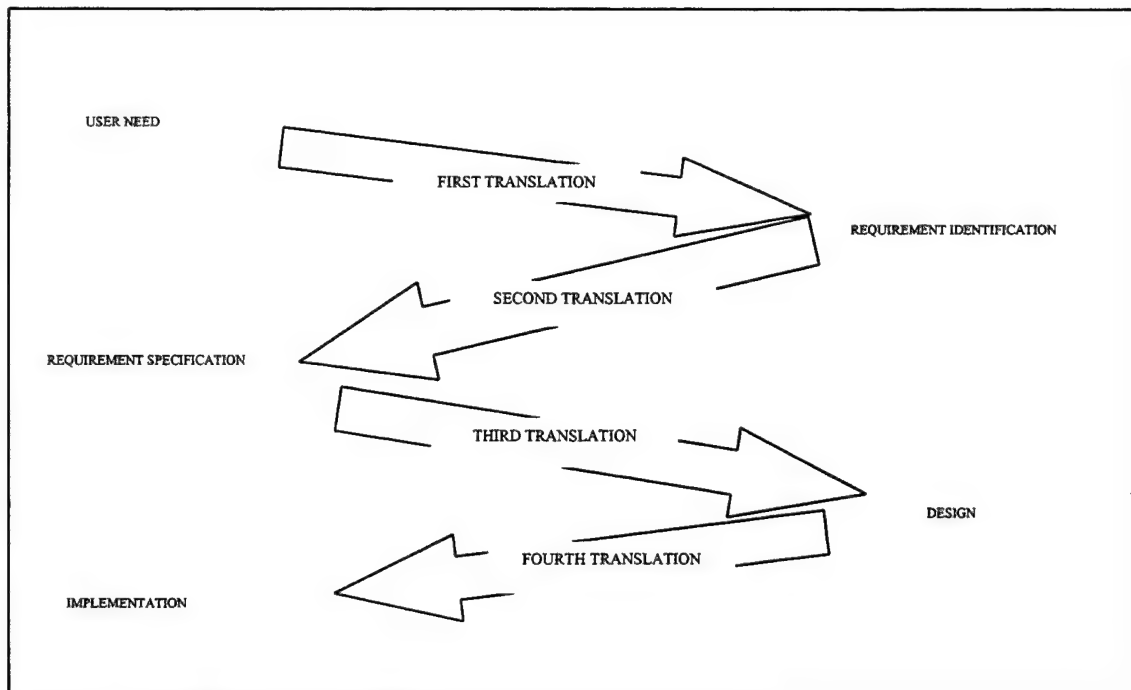 USER NEED
FIRST TRANSLATION
REQUIREMENT IDENTIFICATION
SECOND TRANSLATION
REQUIREMENT SPECIFICATION
THIRD TRANSLATION
DESIGN
FOURTH TRANSLATION
IMPLEMENTATION